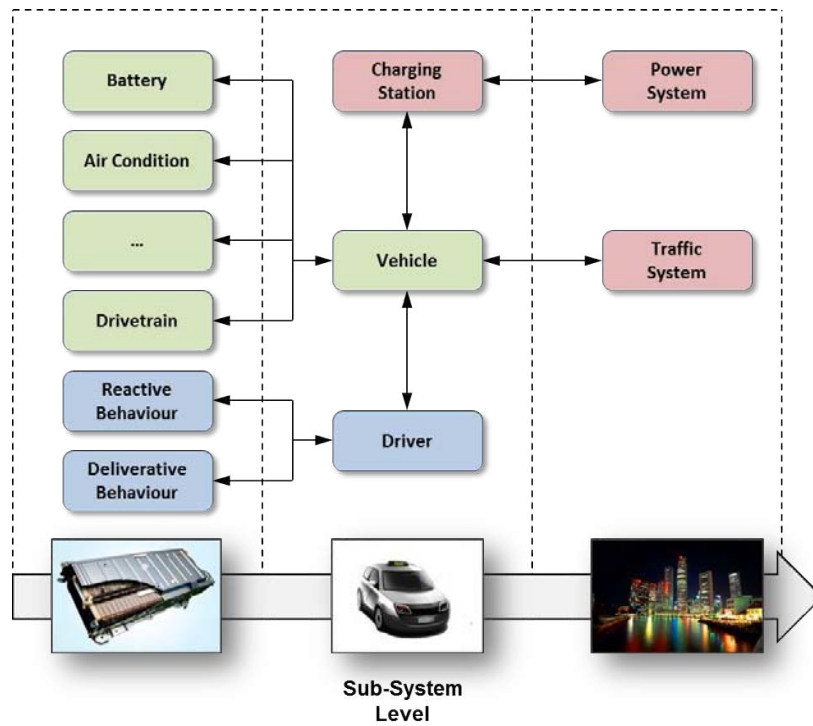 Battery
Charging
Station
Power
System
Air Condition
...
Vehicle
Traffic
System
Drivetrain
Reactive
Behaviour
Driver
Deliverative
Behaviour
Sub-System
Level